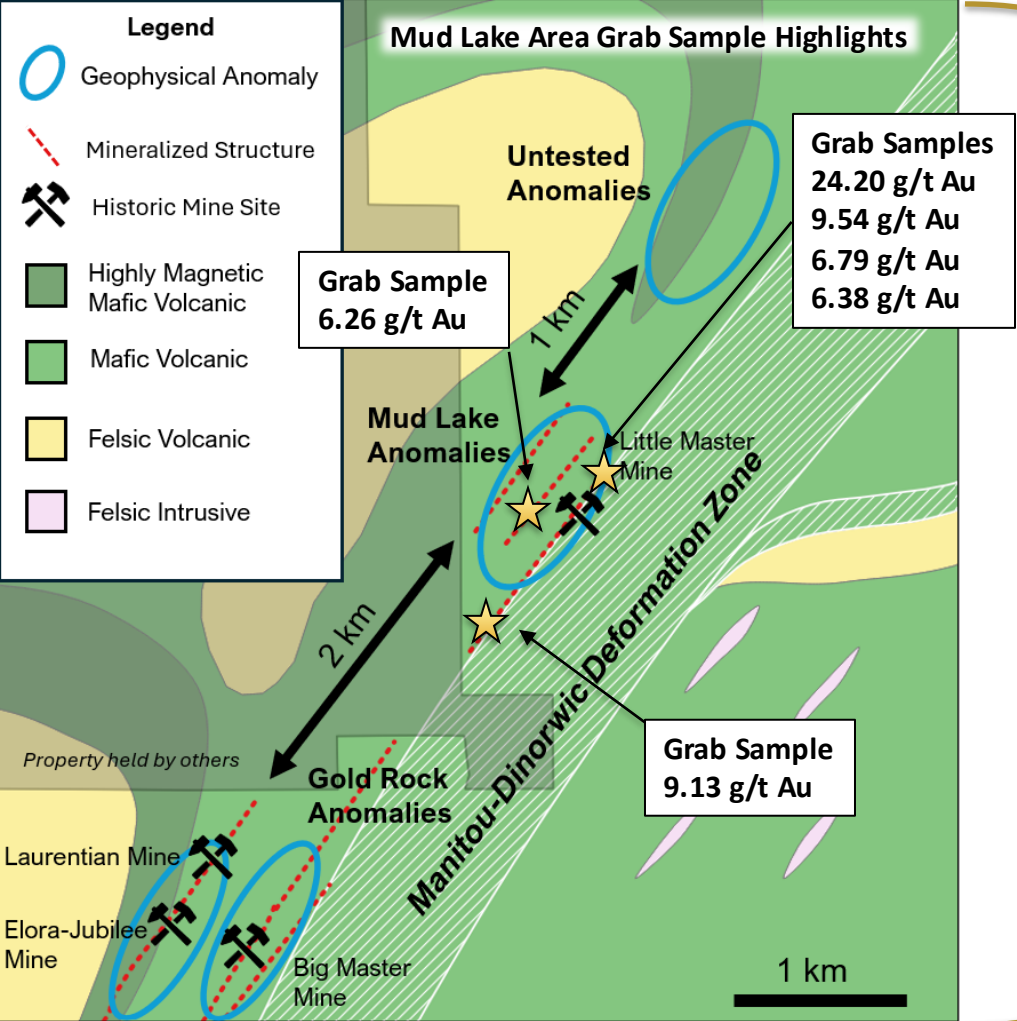 Mud Lake Area Grab Sample Highlights
Legend
Geophysical Anomaly
Mineralized Structure
Historic Mine Site
Highly Magnetic
Mafic Volcanic
Mafic Volcanic
Felsic Volcanic
Felsic Intrusive
Untested
Anomalies
Grab Samples
24.20 g/t Au
9.54 g/t Au
6.79 g/t Au
6.38 g/t Au
Grab Sample
6.26 g/t Au
1 km
Mud Lake
Anomalies
Little Master
Mine
Manitou-Dinorwic Deformation Zone
2 km
Grab Sample
9.13 g/t Au
Property held by others
Gold Rock
Anomalies
Laurentian Mine
Elora-Jubilee
Mine
Big Master
Mine
1 km